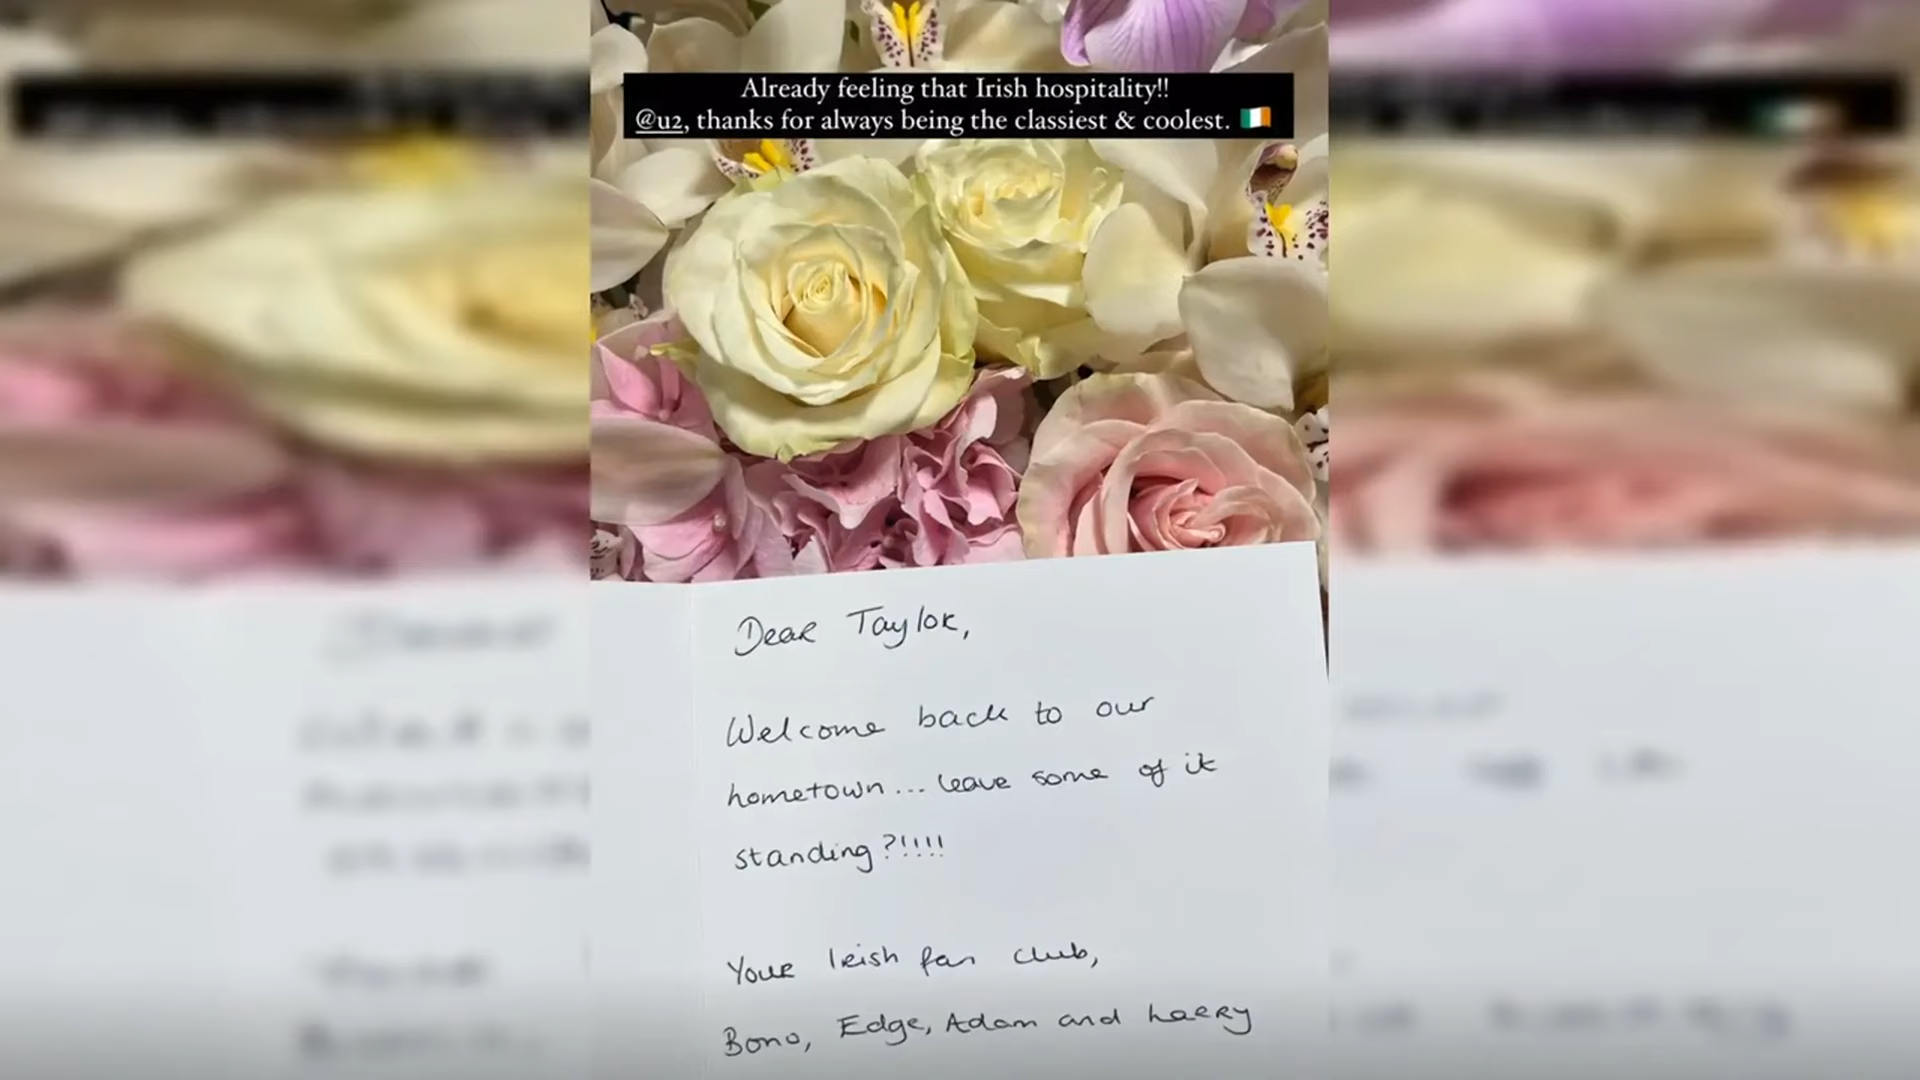 Already feeling that Irish hospitality!!
@u2, thanks for always being the classiest & coolest. 🇮🇪
Dear Taylor,
Welcome back to our
hometown... leave some of it
standing?!!!!
Your Irish fan club,
Bono, Edge, Adam and Larry